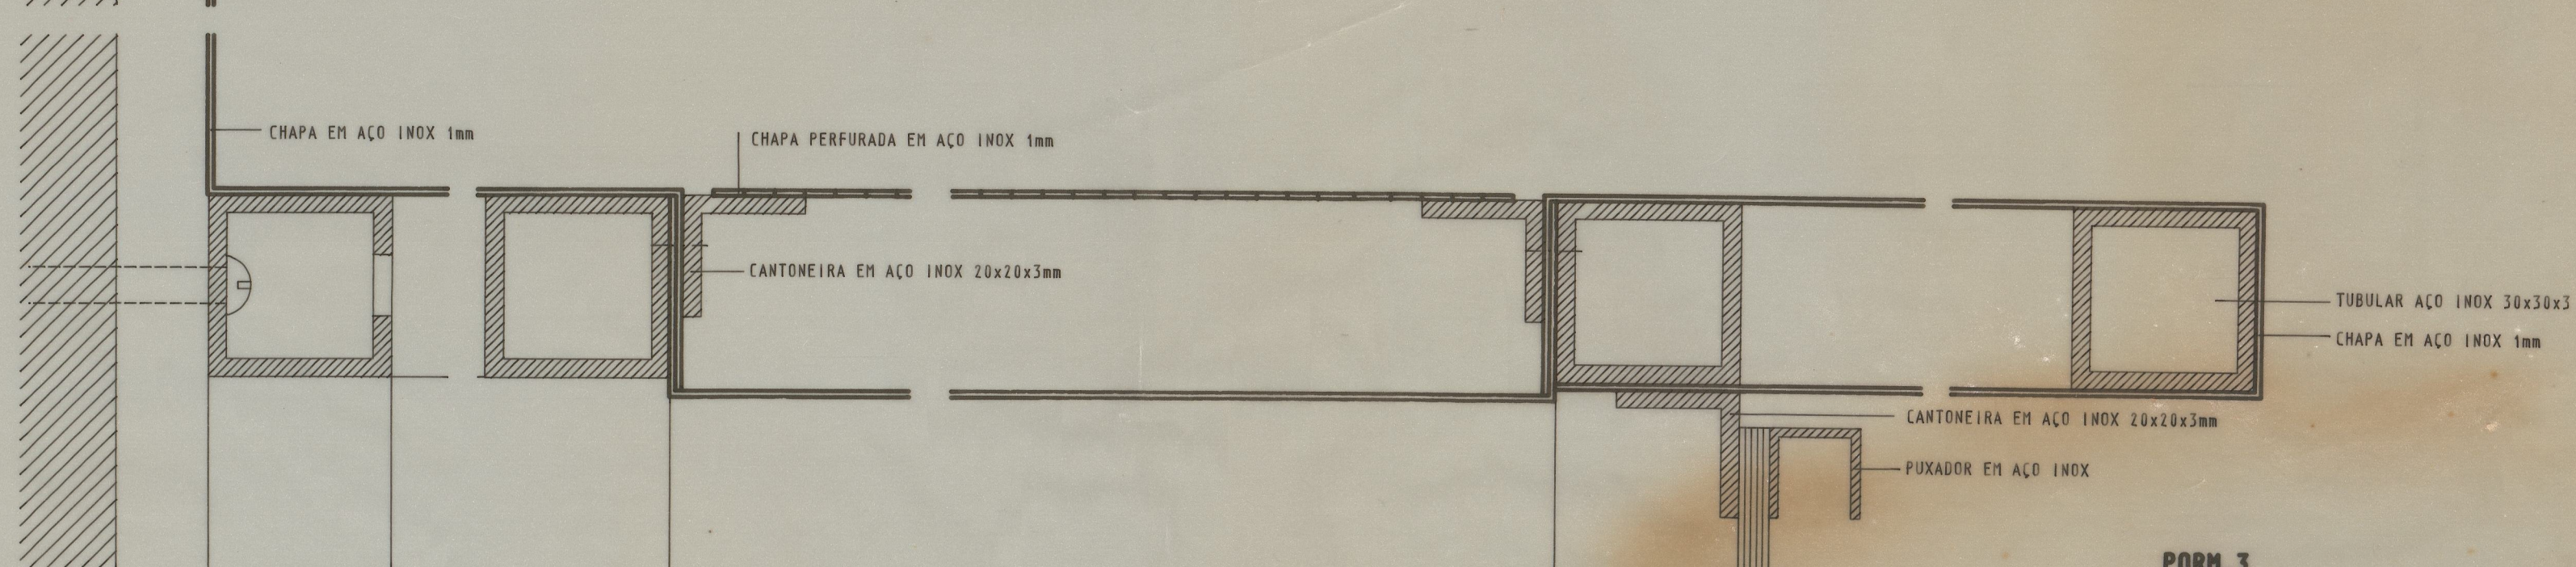 CHAPA EM AÇO INOX 1mm
CHAPA PERFURADA EM AÇO INOX 1mm
CANTONEIRA EM AÇO INOX 20x20x3mm
TUBULAR AÇO INOX 30x30x3
CHAPA EM AÇO INOX 1mm
CANTONEIRA EM AÇO INOX 20x20x3mm
PUXADOR EM AÇO INOX
PORM 3